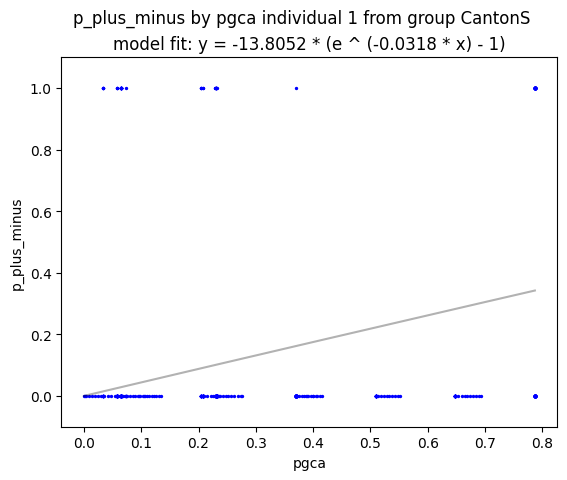 p_plus_minus by pgca individual 1 from group CantonS
model fit: y = -13.8052 * (e ^ (-0.0318 * x) - 1)
1.0
0.8
0.6
0.4
0.2
0.0
p_plus_minus
0.0 0.1 0.2 0.3 0.4 0.5 0.6 0.7 0.8
pgca